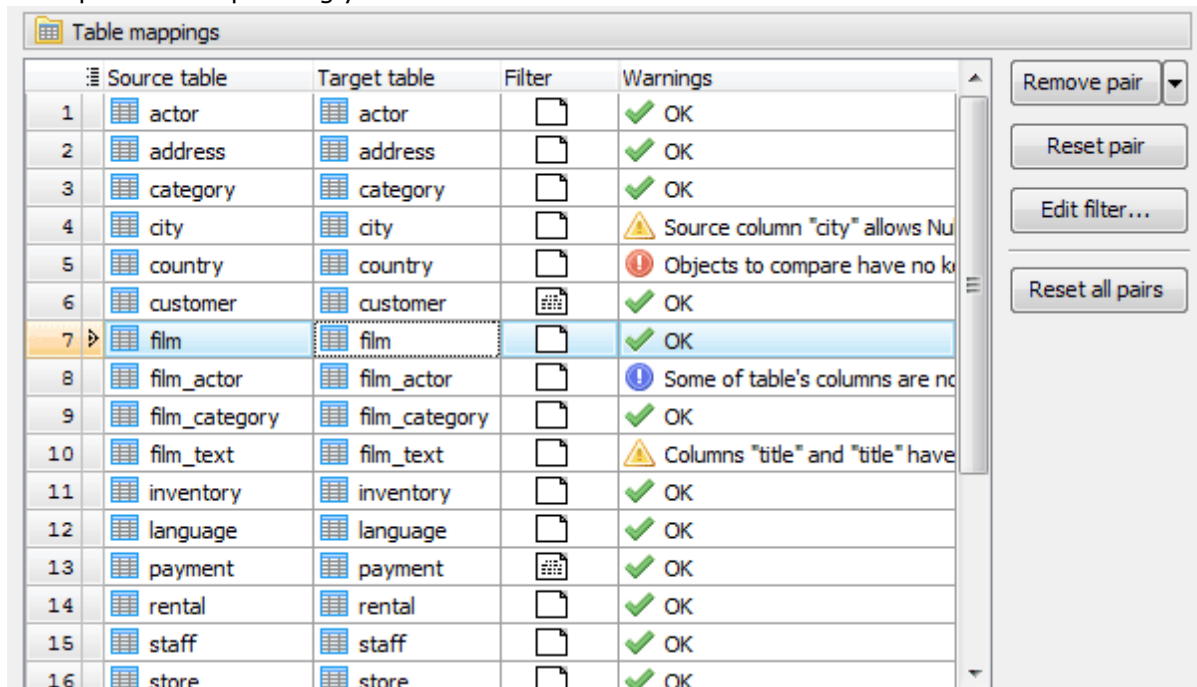 Table mappings
Source table Target table Filter Warnings
Remove pair
1 actor actor OK
2 address address OK
Reset pair
3 category category OK
Edit filter...
4 city city Source column "city" allows Nu
5 country country Objects to compare have no k
Reset all pairs
6 customer customer OK
7 film film OK
8 film_actor film_actor Some of table's columns are no
9 film_category film_category OK
10 film_text film_text Columns "title" and "title" have
11 inventory inventory OK
12 language language OK
13 payment payment OK
14 rental rental OK
15 staff staff OK
16 store store OK